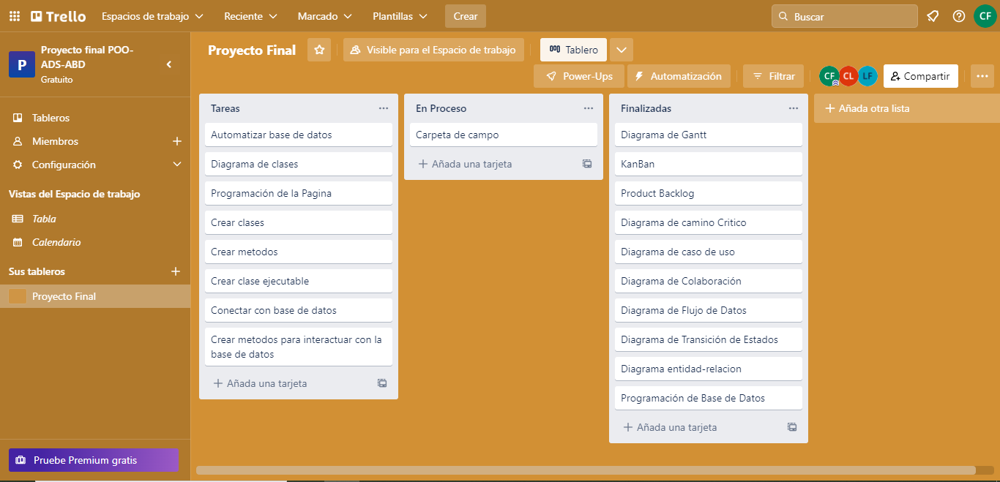 Trello
Espacios de trabajo
Reciente
Marcado
Plantillas
Crear
Buscar
CF
P
Proyecto final POO-
ADS-ABD
Gratuito
Tableros
Miembros
Configuración
Vistas del Espacio de trabajo
Tabla
Calendario
Sus tableros
Proyecto Final
Pruebe Premium gratis
Proyecto Final
Visible para el Espacio de trabajo
Tablero
Power-Ups
Automatización
Filtrar
CF
CL
LF
Compartir
Tareas
Automatizar base de datos
Diagrama de clases
Programación de la Pagina
Crear clases
Crear metodos
Crear clase ejecutable
Conectar con base de datos
Crear metodos para interactuar con la
base de datos
Añada una tarjeta
En Proceso
Carpeta de campo
Añada una tarjeta
Finalizadas
Diagrama de Gantt
KanBan
Product Backlog
Diagrama de camino Critico
Diagrama de caso de uso
Diagrama de Colaboración
Diagrama de Flujo de Datos
Diagrama de Transición de Estados
Diagrama entidad-relacion
Programación de Base de Datos
Añada una tarjeta
Añada otra lista